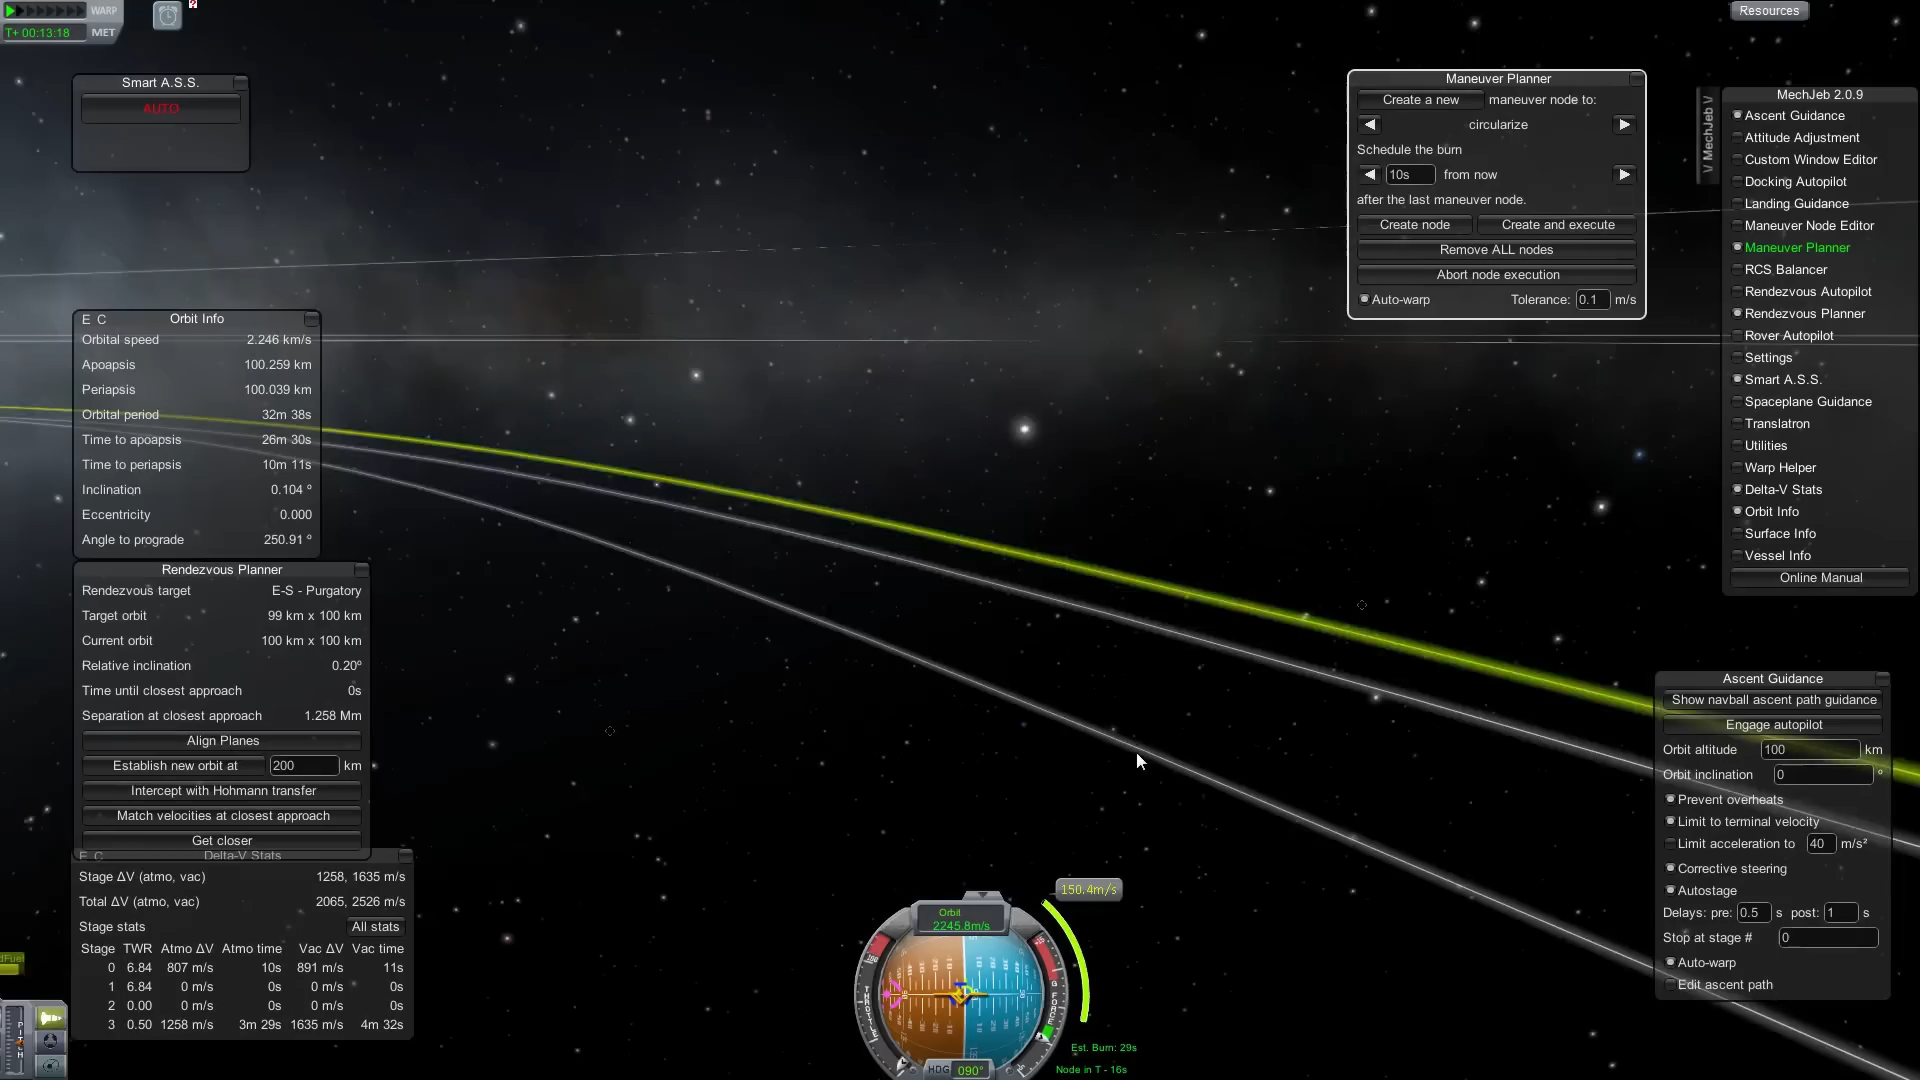 WARP
T+ 00:13:18 MET
?
Resources
Smart A.S.S.
AUTO
Maneuver Planner
Create a new maneuver node to:
circularize
Schedule the burn
10s from now
after the last maneuver node.
Create node Create and execute
Remove ALL nodes
Abort node execution
Auto-warp Tolerance: 0.1 m/s
V MechJeb V
MechJeb 2.0.9
Ascent Guidance
Attitude Adjustment
Custom Window Editor
Docking Autopilot
Landing Guidance
Maneuver Node Editor
Maneuver Planner
RCS Balancer
Rendezvous Autopilot
Rendezvous Planner
Rover Autopilot
Settings
Smart A.S.S.
Spaceplane Guidance
Translatron
Utilities
Warp Helper
Delta-V Stats
Orbit Info
Surface Info
Vessel Info
Online Manual
E C Orbit Info
Orbital speed 2.246 km/s
Apoapsis 100.259 km
Periapsis 100.039 km
Orbital period 32m 38s
Time to apoapsis 26m 30s
Time to periapsis 10m 11s
Inclination 0.104 º
Eccentricity 0.000
Angle to prograde 250.91 º
Rendezvous Planner
Rendezvous target E-S - Purgatory
Target orbit 99 km x 100 km
Current orbit 100 km x 100 km
Relative inclination 0.20º
Time until closest approach 0s
Separation at closest approach 1.258 Mm
Align Planes
Establish new orbit at 200 km
Intercept with Hohmann transfer
Match velocities at closest approach
Get closer
E C Delta-V Stats
Stage ΔV (atmo, vac) 1258, 1635 m/s
Total ΔV (atmo, vac) 2065, 2526 m/s
Stage stats All stats
Stage TWR Atmo ΔV Atmo time Vac ΔV Vac time
0 6.84 807 m/s 10s 891 m/s 11s
1 6.84 0 m/s 0s 0 m/s 0s
2 0.00 0 m/s 0s 0 m/s 0s
3 0.50 1258 m/s 3m 29s 1635 m/s 4m 32s
Ascent Guidance
Show navball ascent path guidance
Engage autopilot
Orbit altitude 100 km
Orbit inclination 0 º
Prevent overheats
Limit to terminal velocity
Limit acceleration to 40 m/s²
Corrective steering
Autostage
Delays: pre: 0.5 s post: 1 s
Stop at stage # 0
Auto-warp
Edit ascent path
dFuel
PITCH
150.4m/s
Orbit
2245.8m/s
THROTTLE
G FORCE
HDG 090°
Est. Burn: 29s
Node in T - 16s